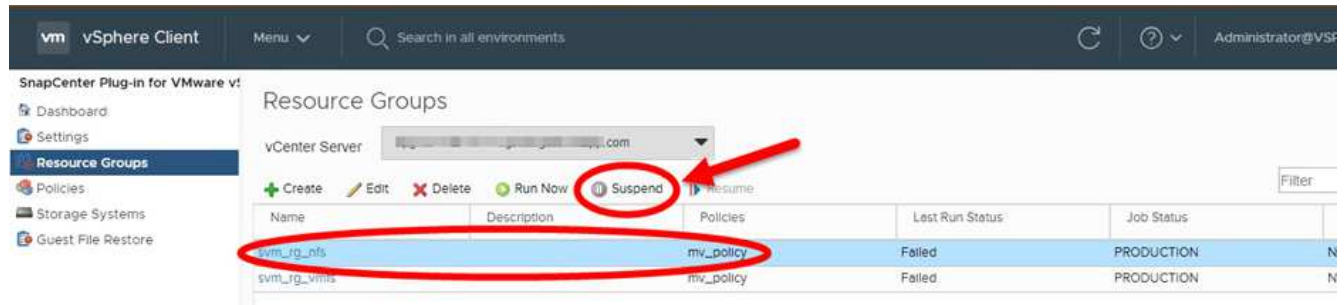 vm vSphere Client Menu Search in all environments Administrator@VSP
SnapCenter Plug-in for VMware vS
Dashboard
Settings
Resource Groups
Policies
Storage Systems
Guest File Restore
Resource Groups
vCenter Server .com
Create Edit Delete Run Now Suspend Resume
Filter
Name Description Policies Last Run Status Job Status
svm_rg_nfs mv_policy Failed PRODUCTION N
svm_rg_vmfs mv_policy Failed PRODUCTION N